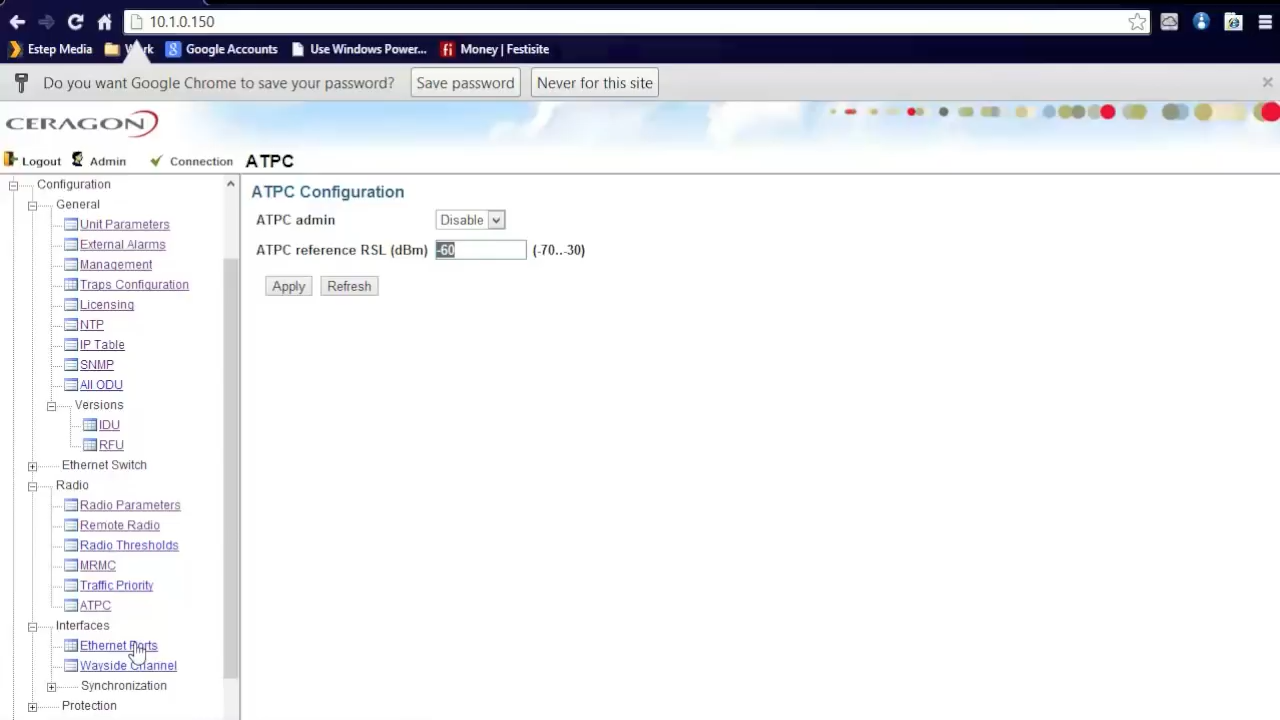 10.1.0.150
Estep Media Work Google Accounts Use Windows Power... Money | Festisite
Do you want Google Chrome to save your password? Save password Never for this site
CERAGON
Logout Admin Connection ATPC
Configuration
General
Unit Parameters
External Alarms
Management
Traps Configuration
Licensing
NTP
IP Table
SNMP
All ODU
Versions
IDU
RFU
Ethernet Switch
Radio
Radio Parameters
Remote Radio
Radio Thresholds
MRMC
Traffic Priority
ATPC
Interfaces
Ethernet Ports
Wayside Channel
Synchronization
Protection
ATPC Configuration
ATPC admin Disable
ATPC reference RSL (dBm) -60 (-70..-30)
Apply Refresh